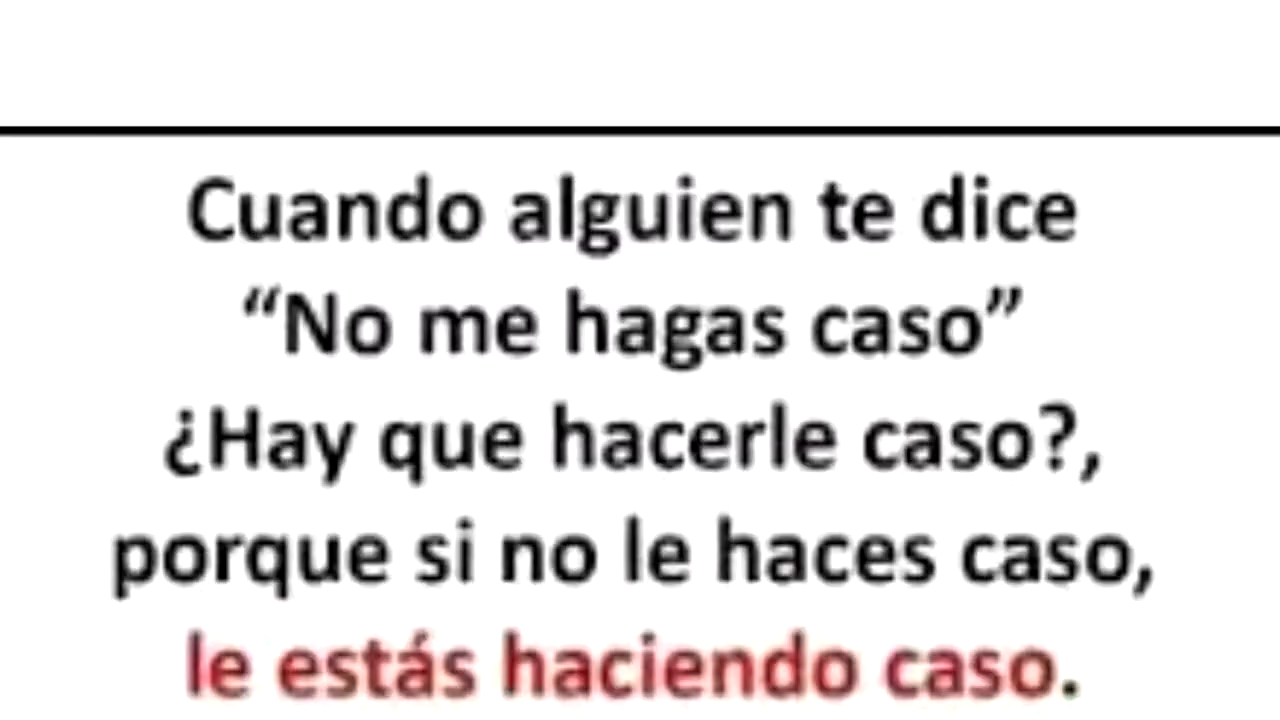 Cuando alguien te dice
“No me hagas caso”
¿Hay que hacerle caso?,
porque si no le haces caso,
le estás haciendo caso.